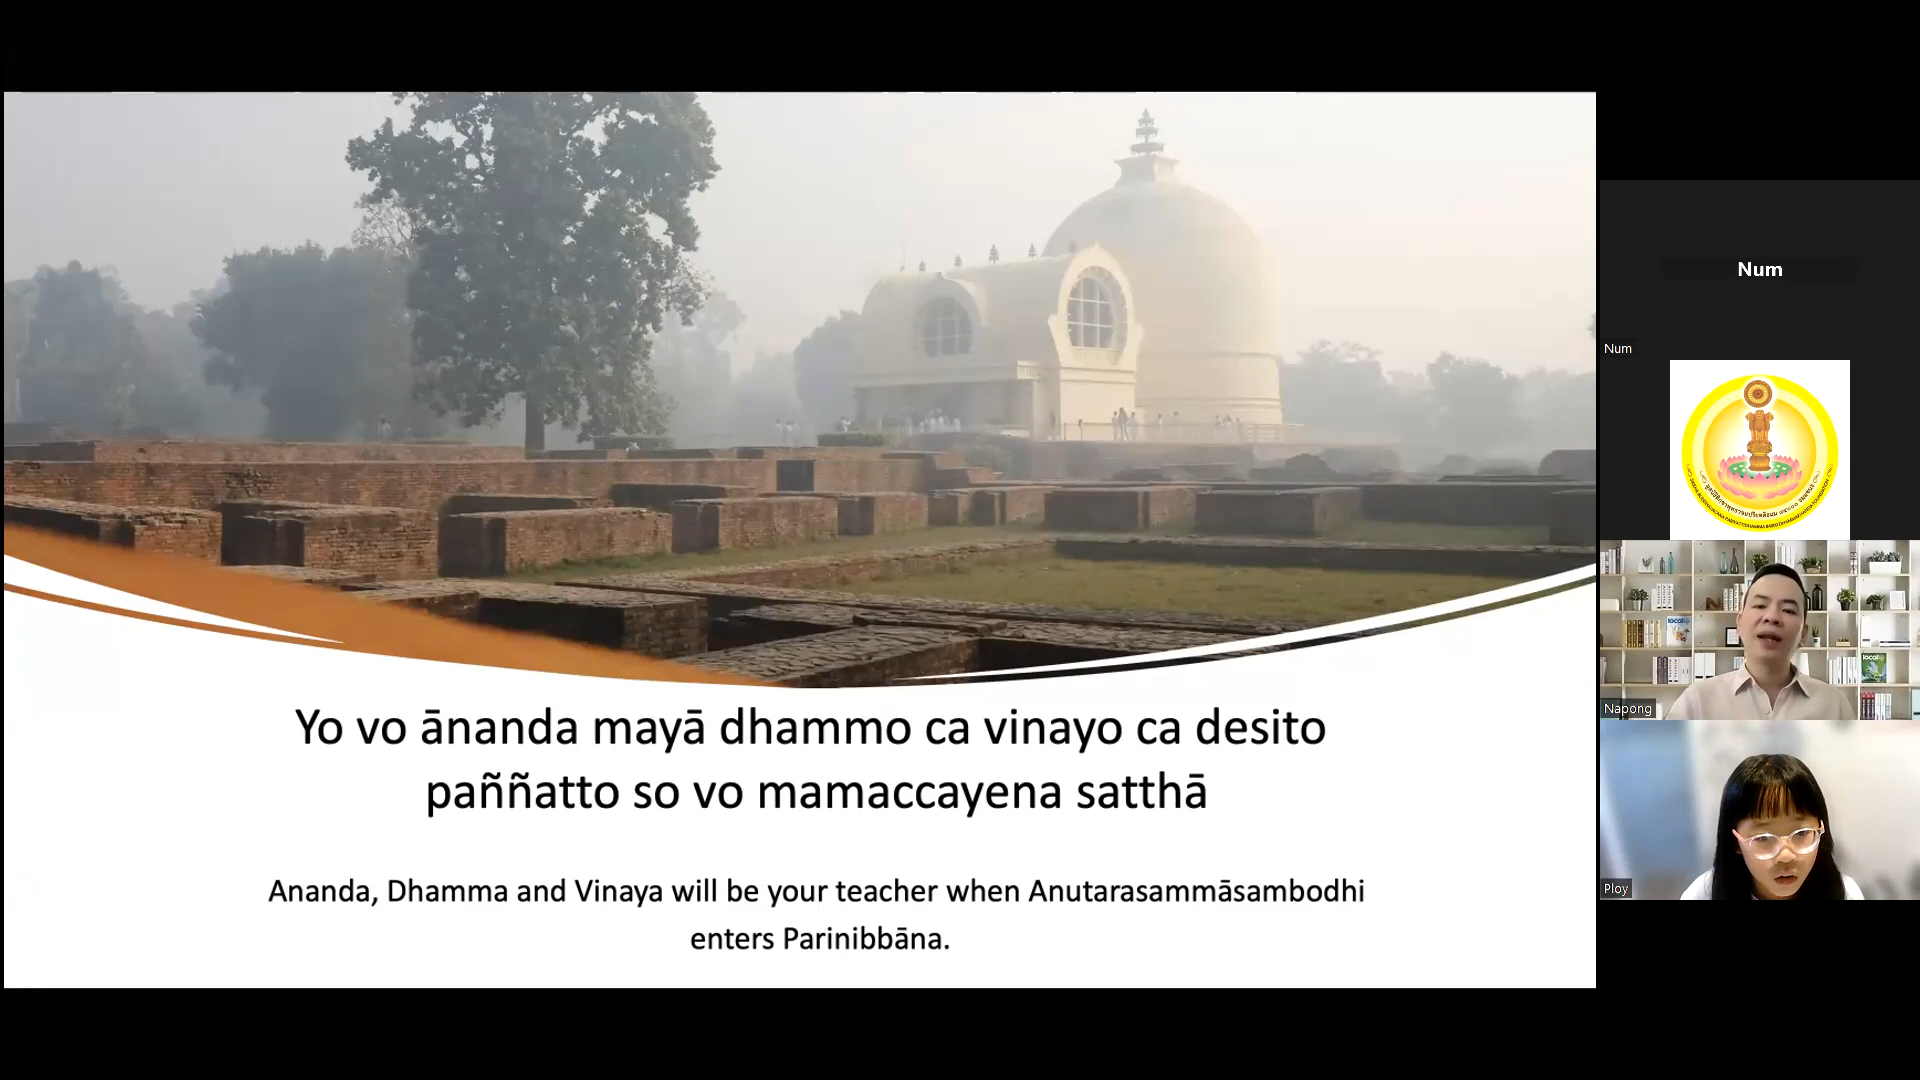 Yo vo ānanda mayā dhammo ca vinayo ca desito
paññatto so vo mamaccayena satthā
Ananda, Dhamma and Vinaya will be your teacher when Anutarasammāsambodhi
enters Parinibbāna.
Num
Num
Napong
Ploy